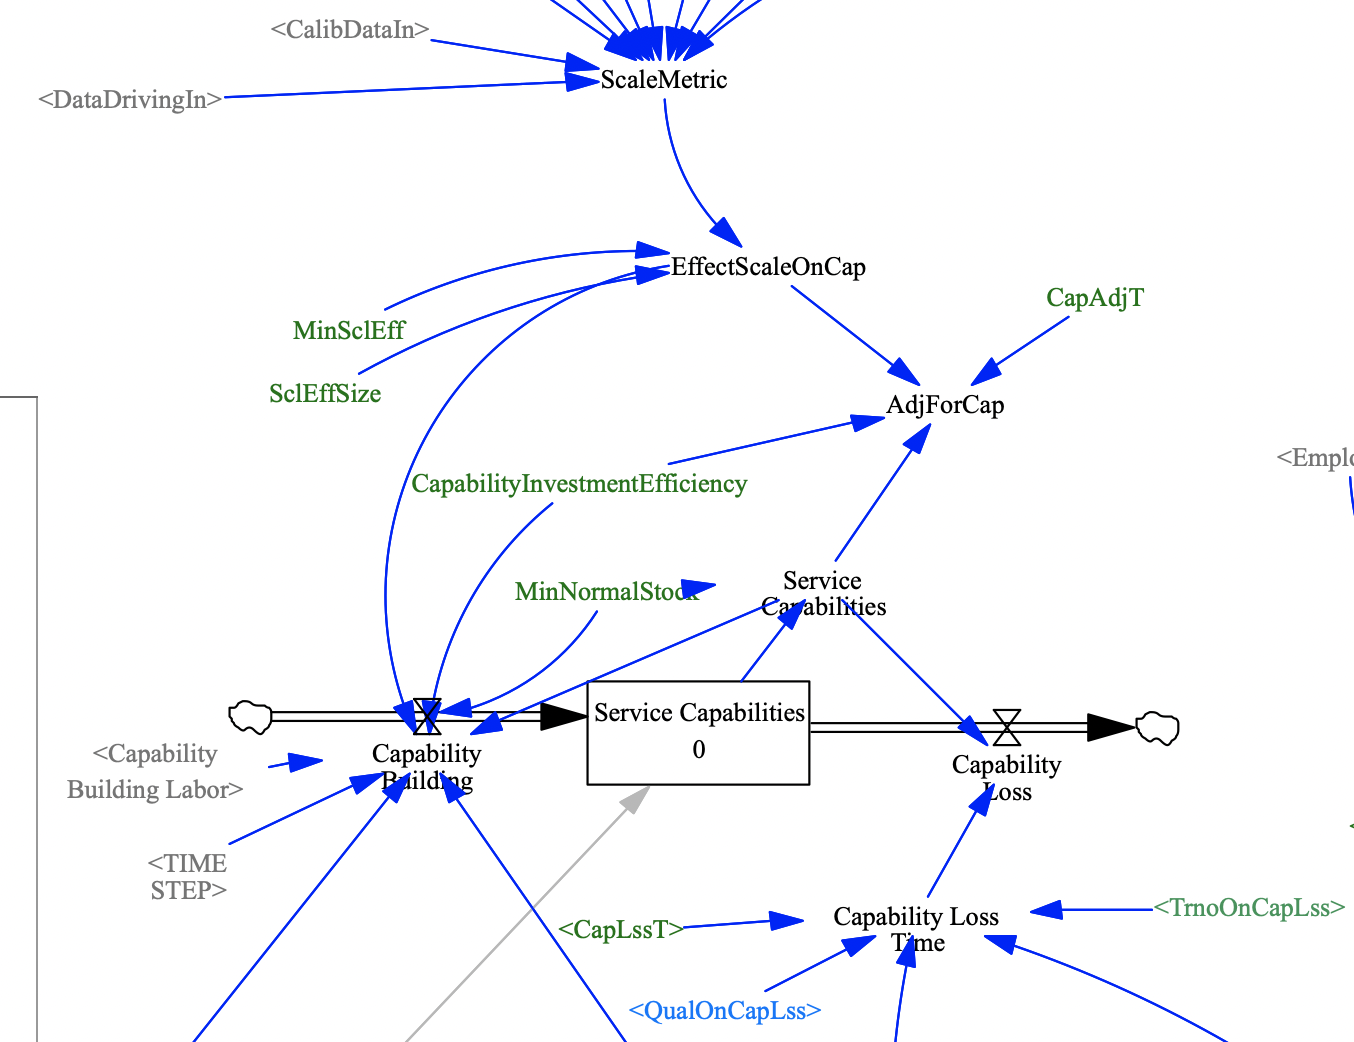 <CalibDataIn>
ScaleMetric
<DataDrivingIn>
EffectScaleOnCap
CapAdjT
MinSclEff
SclEffSize
AdjForCap
<Emplo
CapabilityInvestmentEfficiency
MinNormalStock
Service
Capabilities
Service Capabilities
0
Capability
Building
<Capability
Building Labor>
Capability
Loss
<TIME
STEP>
<CapLssT>
Capability Loss
Time
<TrnoOnCapLss>
<QualOnCapLss>